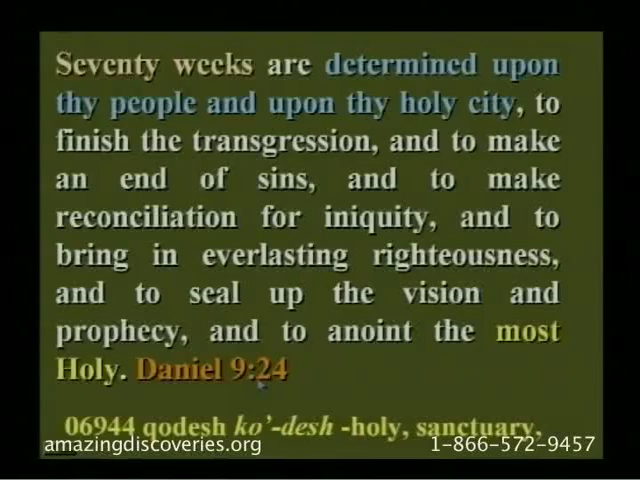 Seventy weeks are determined upon
thy people and upon thy holy city, to
finish the transgression, and to make
an end of sins, and to make
reconciliation for iniquity, and to
bring in everlasting righteousness,
and to seal up the vision and
prophecy, and to anoint the most
Holy. Daniel 9:24
06944 qodesh ko'-desh -holy, sanctuary,
amazingdiscoveries.org 1-866-572-9457